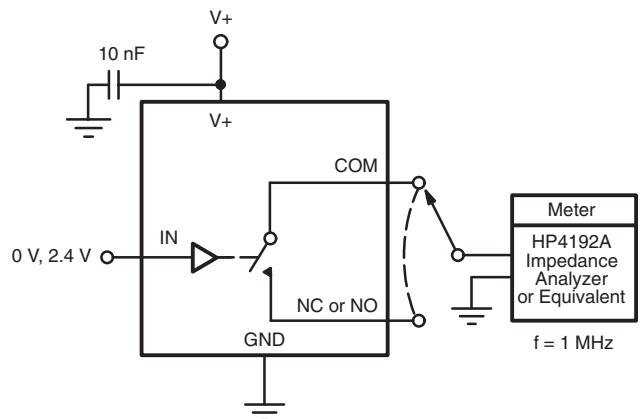 V+
10 nF
V+
COM
IN
0 V, 2.4 V
NC or NO
GND
Meter
HP4192A
Impedance
Analyzer
or Equivalent
f = 1 MHz